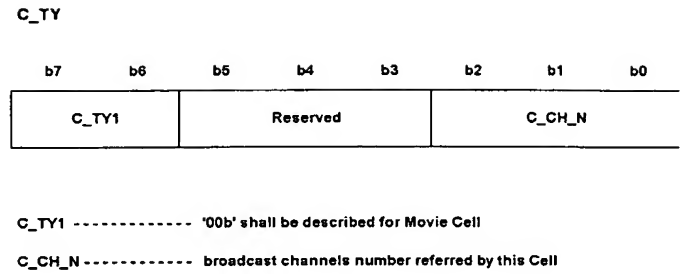 C_TY
b7 b6 b5 b4 b3 b2 b1 b0
C_TY1 Reserved C_CH_N
C_TY1 ------------- '00b' shall be described for Movie Cell
C_CH_N ------------ broadcast channels number referred by this Cell